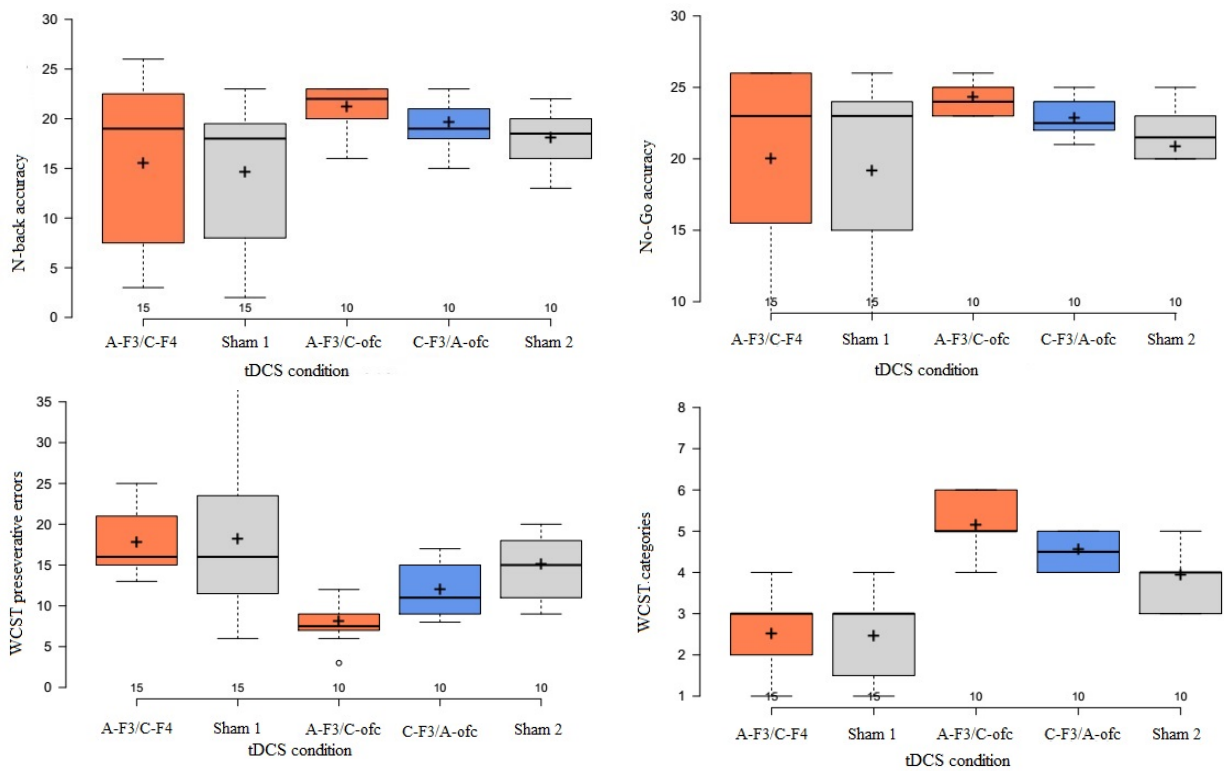 N-back accuracy
30
25
20
15
10
5
0
15 15 10 10 10
A-F3/C-F4 Sham 1 A-F3/C-ofc C-F3/A-ofc Sham 2
tDCS condition
No-Go accuracy
30
25
20
15
10
15 15 10 10 10
A-F3/C-F4 Sham 1 A-F3/C-ofc C-F3/A-ofc Sham 2
tDCS condition
WCST preseverative errors
35
30
25
20
15
10
5
0
15 15 10 10 10
A-F3/C-F4 Sham 1 A-F3/C-ofc C-F3/A-ofc Sham 2
tDCS condition
WCST categories
8
7
6
5
4
3
2
1
15 15 10 10 10
A-F3/C-F4 Sham 1 A-F3/C-ofc C-F3/A-ofc Sham 2
tDCS condition